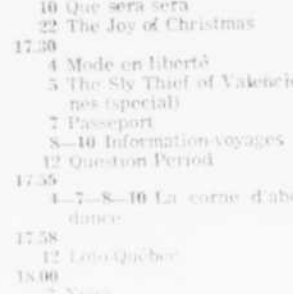 10 Que sera sera
22 The Joy of Christmas
17.30
4 Mode en liberté
5 The Sly Thief of Valencie
nes (special)
7 Passeport
8—10 Information-voyages
12 Question Period
17.55
4—7—8—10 La corne d'abo
dance
17.58
12 Loto-Québec
18.00